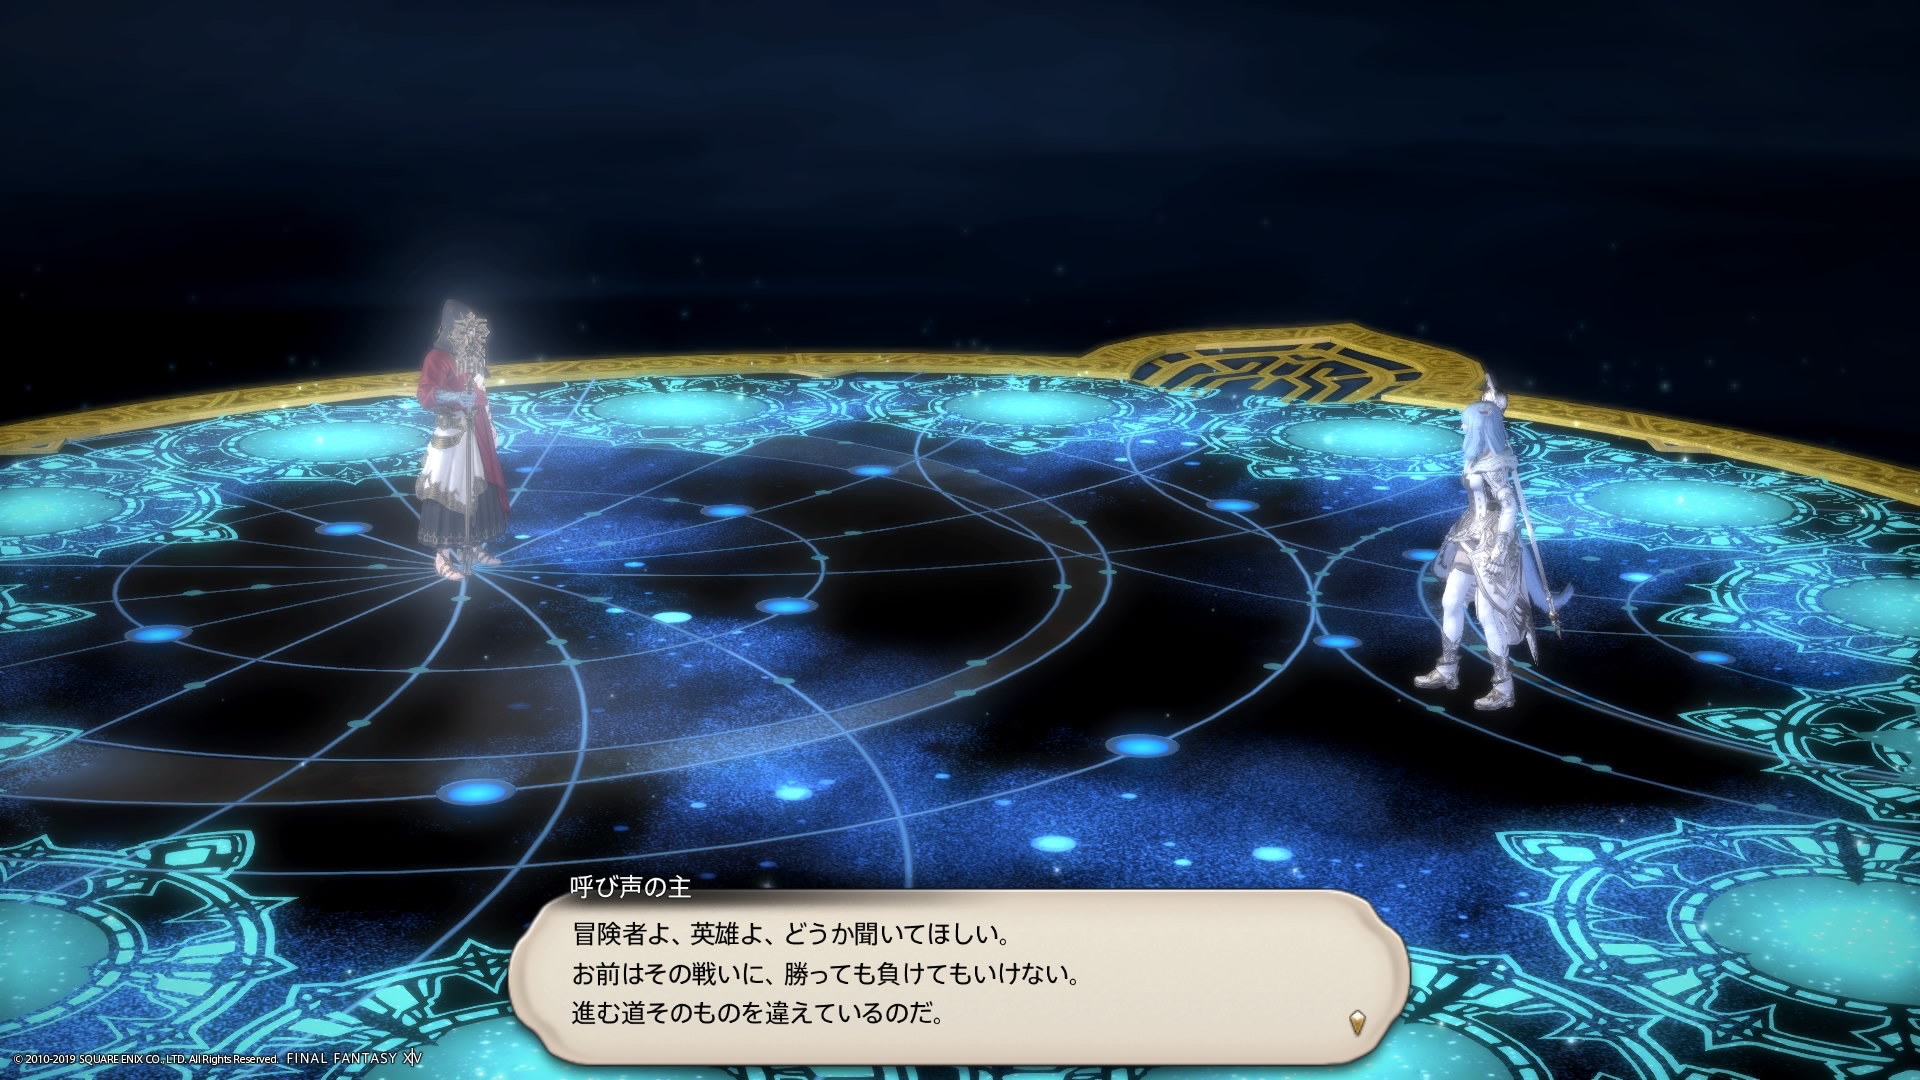 呼び声の主
冒険者よ、英雄よ、どうか聞いてほしい。
お前はその戦いに、勝っても負けてもいけない。
進む道そのものを違えているのだ。
© 2010-2019 SQUARE ENIX CO., LTD. All Rights Reserved. FINAL FANTASY XIV